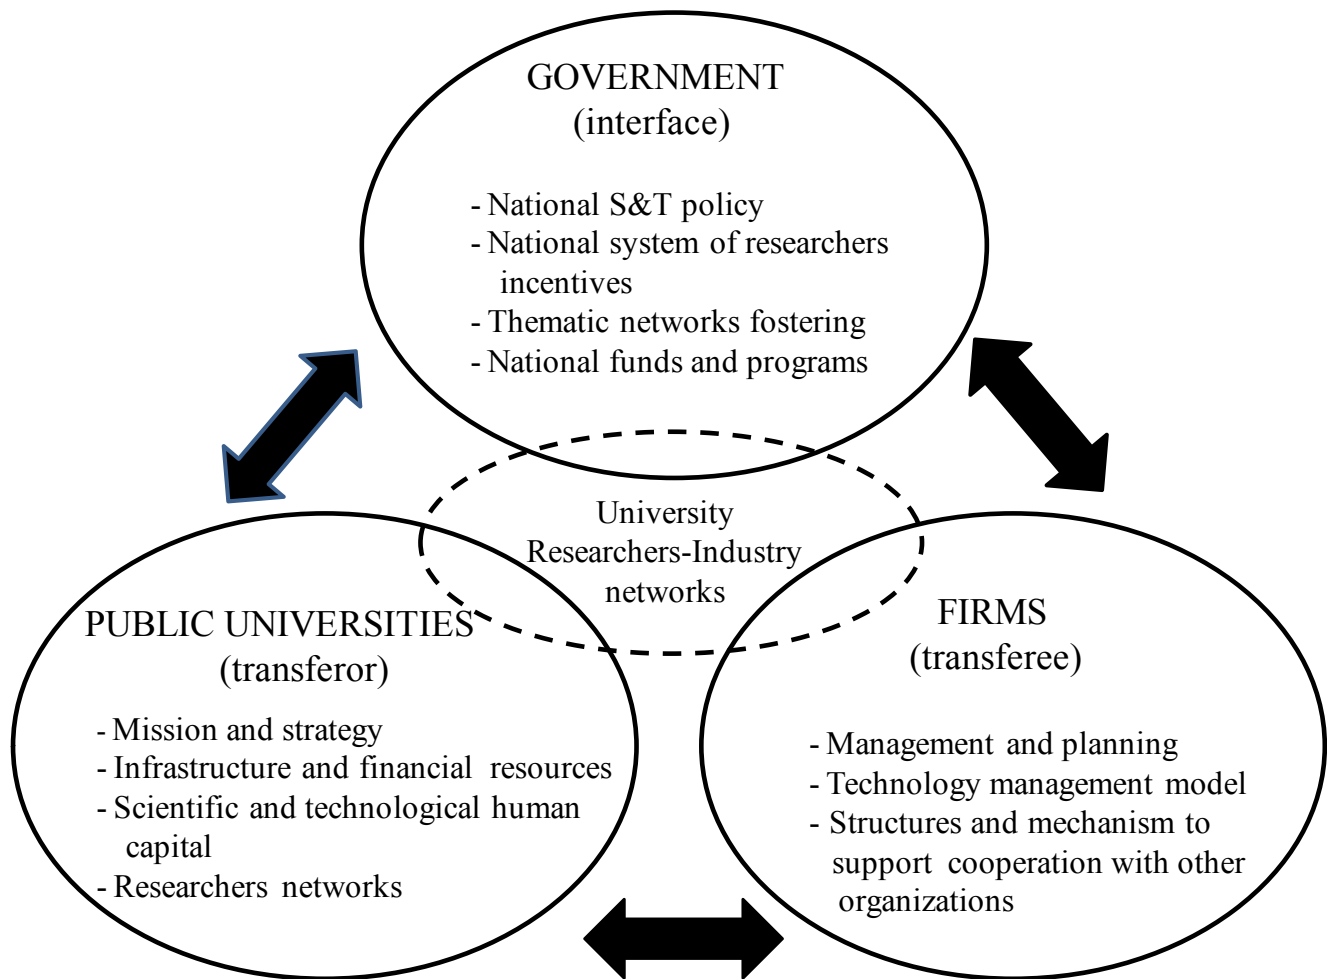 GOVERNMENT
(interface)
- National S&T policy
- National system of researchers
incentives
- Thematic networks fostering
- National funds and programs
University
Researchers-Industry
networks
PUBLIC UNIVERSITIES
(transferor)
- Mission and strategy
- Infrastructure and financial resources
- Scientific and technological human
capital
- Researchers networks
FIRMS
(transferee)
- Management and planning
- Technology management model
- Structures and mechanism to
support cooperation with other
organizations